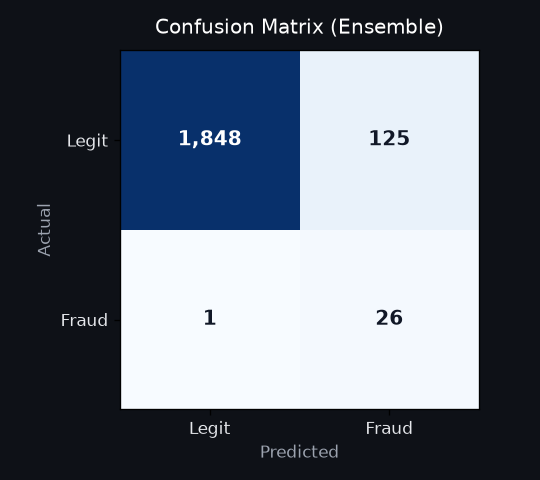 Confusion Matrix (Ensemble)
Actual
Legit
1,848
125
Fraud
1
26
Legit
Fraud
Predicted